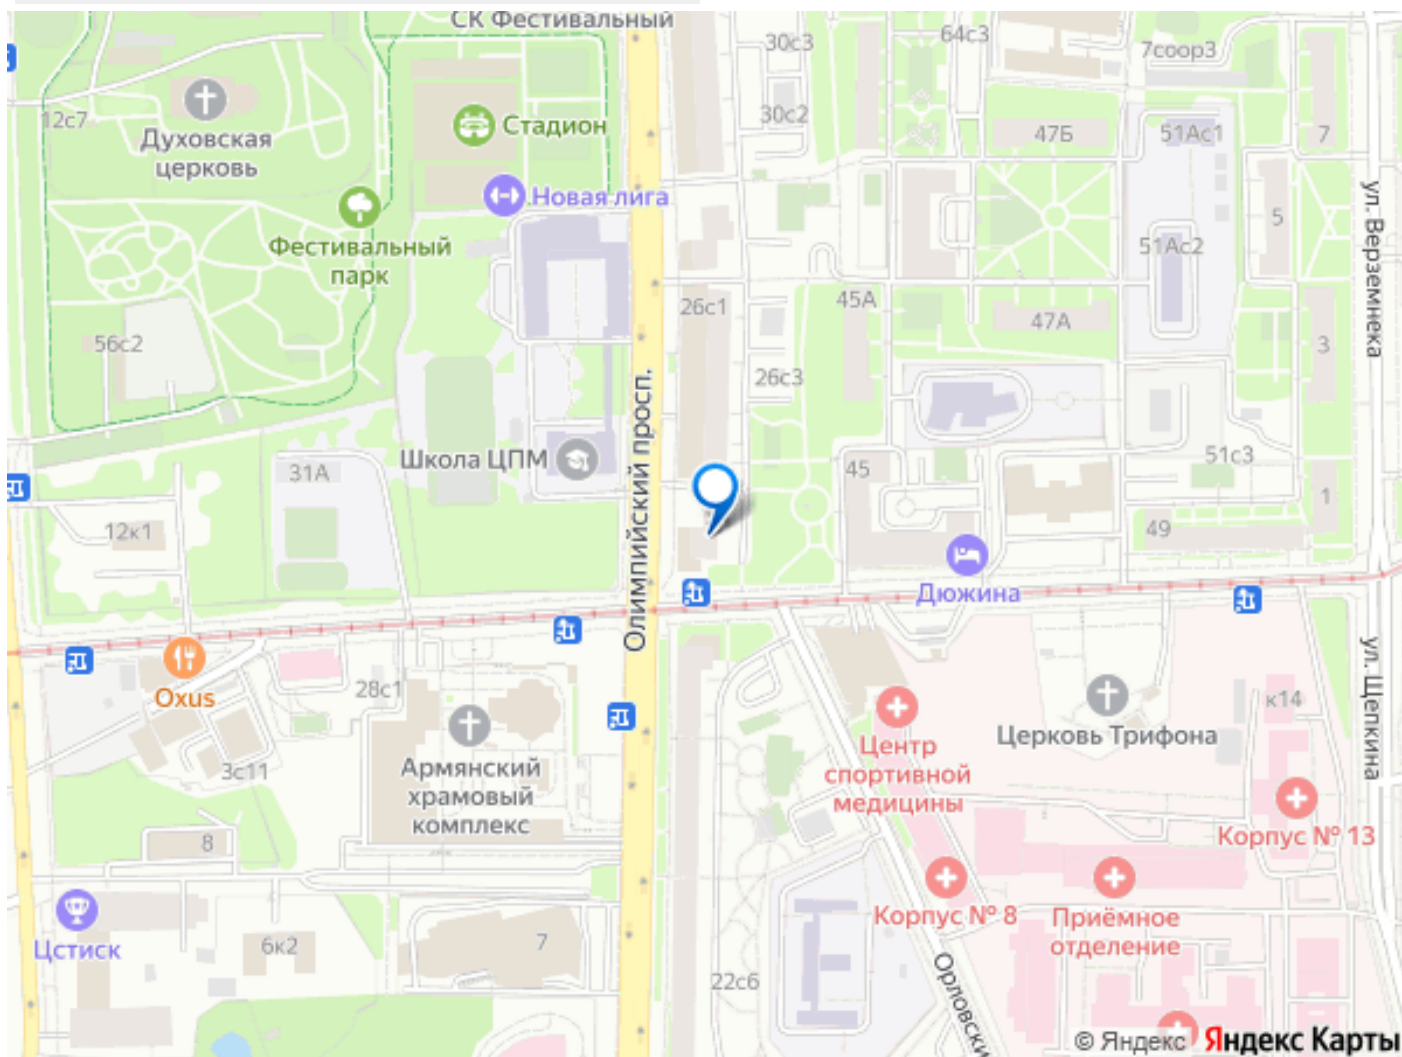 СК Фестивальный
30с3
64с3
7соор3
12с7
Духовская
церковь
Стадион
30с2
47Б
51Ас1
7
Новая лига
Фестивальный
парк
5
51Ас2
ул. Верземнека
26с1
45А
47А
56с2
3
26с3
Олимпийский просп.
Школа ЦПМ
31А
45
51с3
1
12к1
49
Дюжина
Oxus
28с1
3с11
Армянский
храмовый
комплекс
Центр
спортивной
медицины
Церковь Трифона
к14
ул. Щепкина
Корпус № 13
8
Цстиск
6к2
7
Корпус № 8
Приёмное
отделение
22с6
Орловски
© Яндекс Яндекс Карты